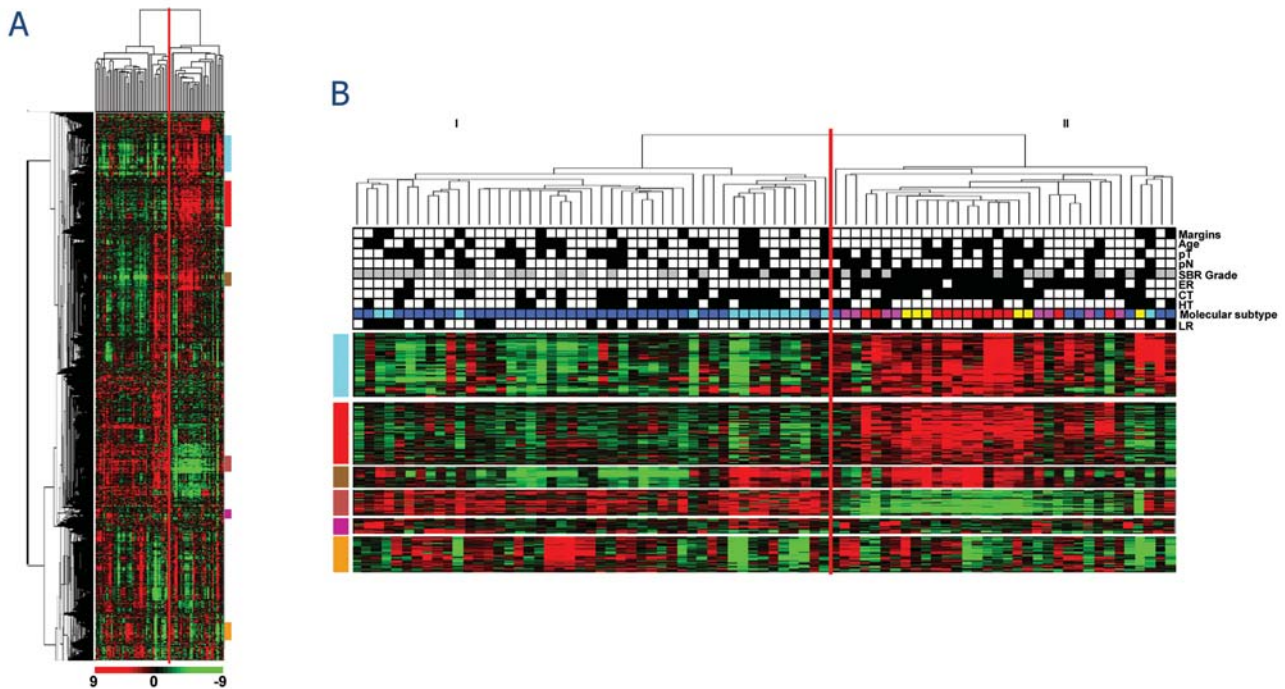 A
B
I
II
Margins
Age
pT
pN
SBR Grade
ER
CT
HT
Molecular subtype
LR
9 0 -9